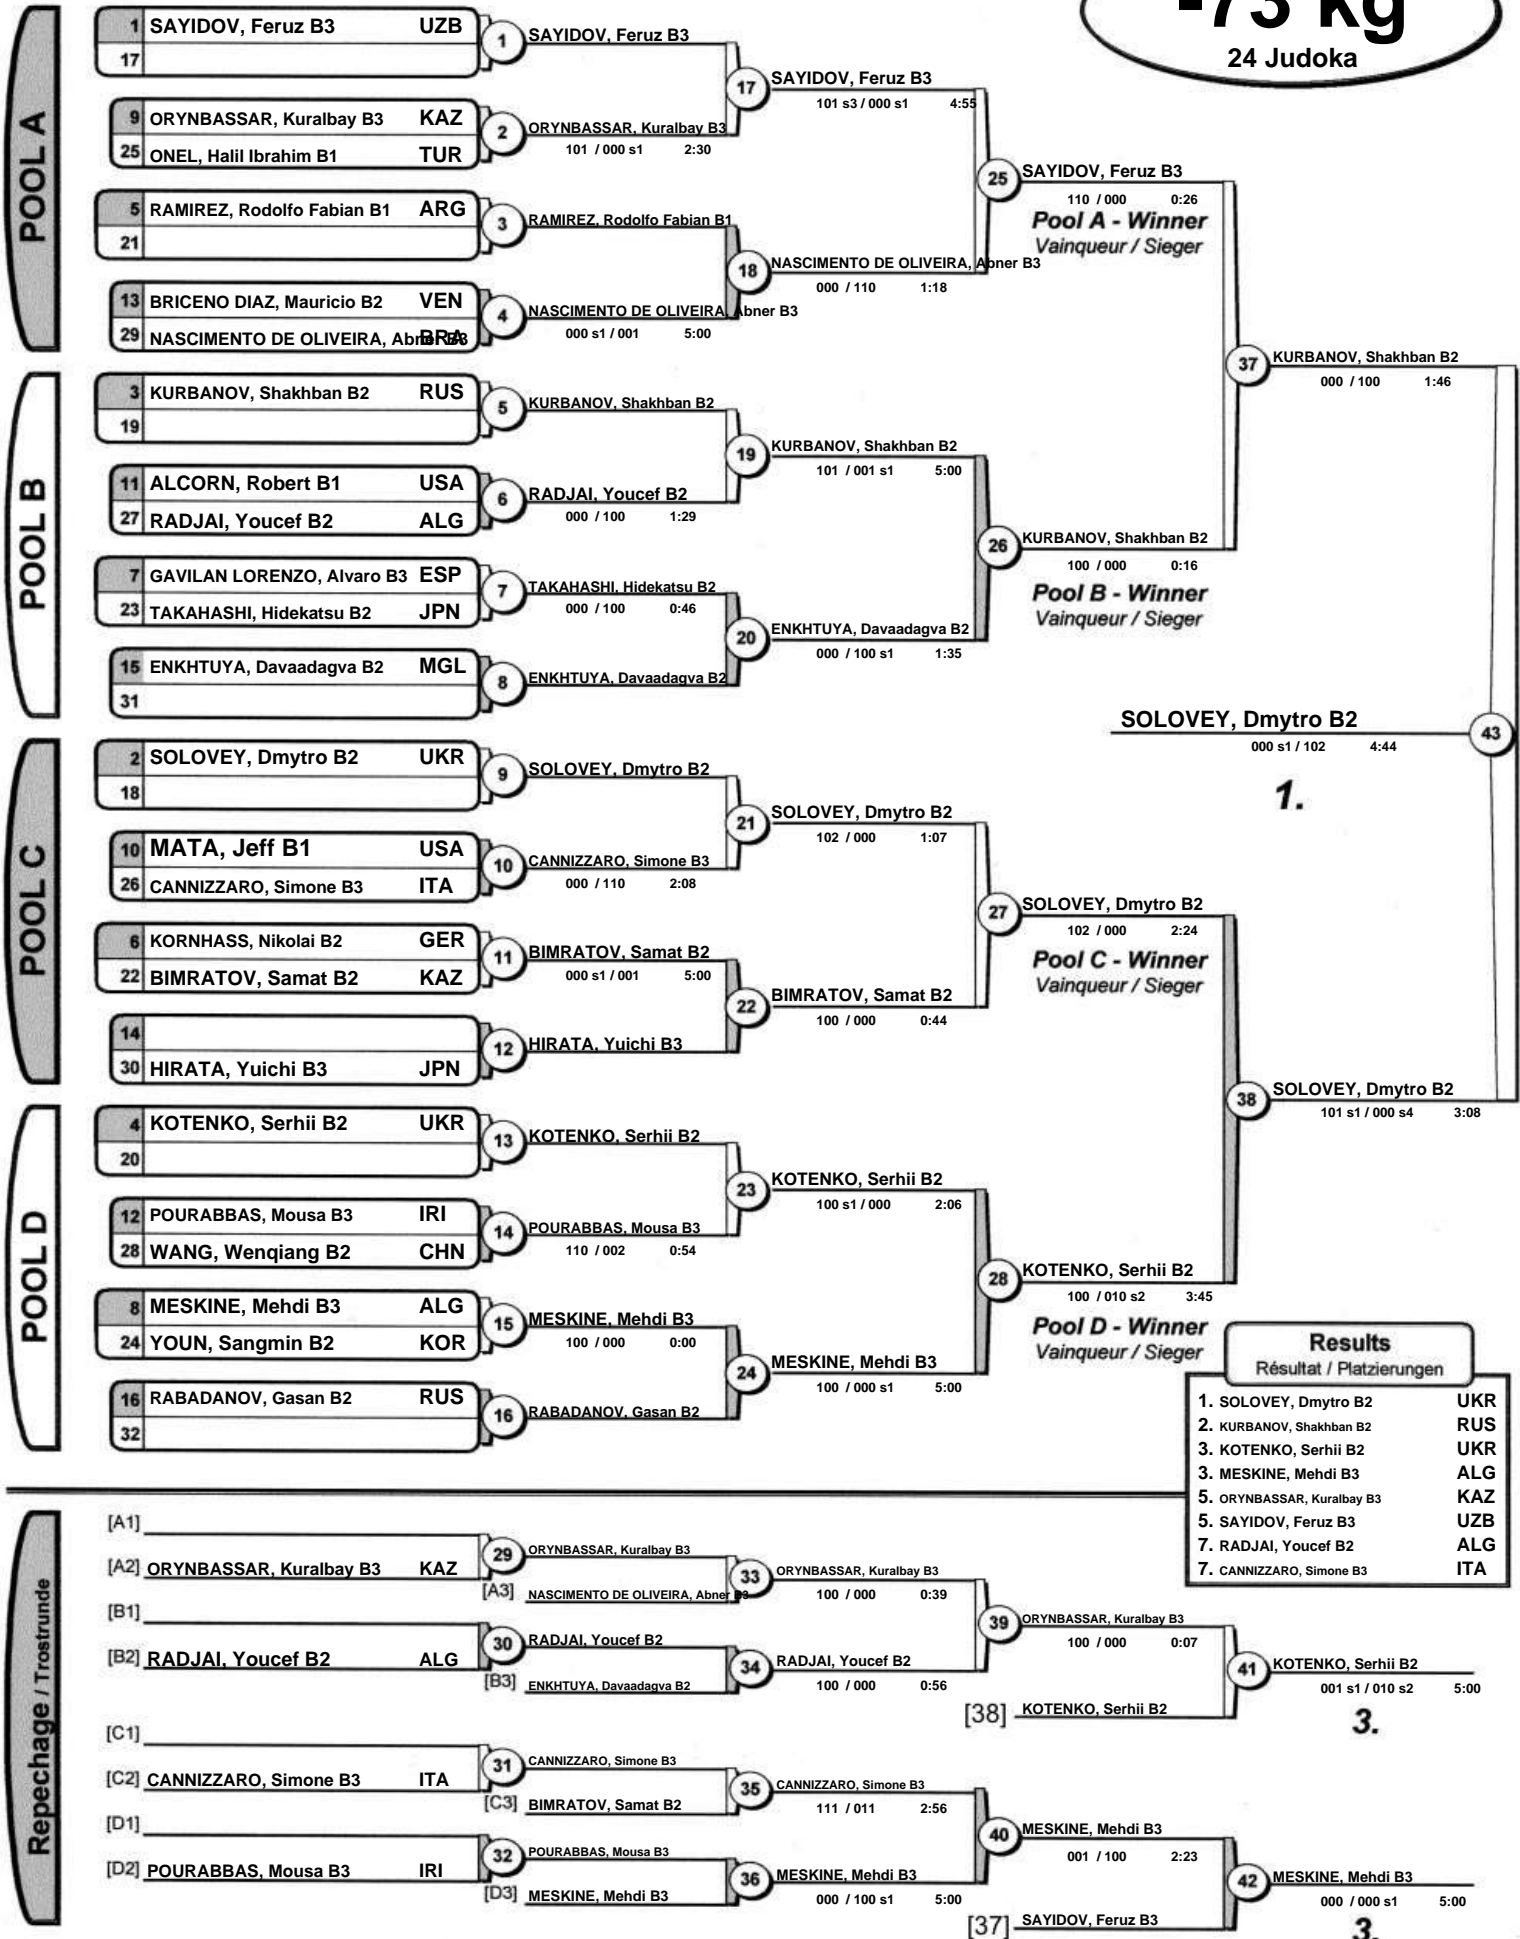 -73 kg
24 Judoka
POOL A
1 SAYIDOV, Feruz B3 UZB
17
1
SAYIDOV, Feruz B3
9 ORYNBASSAR, Kuralbay B3 KAZ
25 ONEL, Halil Ibrahim B1 TUR
2
ORYNBASSAR, Kuralbay B3
101 / 000 s1 2:30
17
SAYIDOV, Feruz B3
101 s3 / 000 s1 4:55
5 RAMIREZ, Rodolfo Fabian B1 ARG
21
3
RAMIREZ, Rodolfo Fabian B1
13 BRICENO DIAZ, Mauricio B2 VEN
29 NASCIMENTO DE OLIVEIRA, Abner B3 BRA
4
NASCIMENTO DE OLIVEIRA, Abner B3
000 s1 / 001 5:00
18
NASCIMENTO DE OLIVEIRA, Abner B3
000 / 110 1:18
25
SAYIDOV, Feruz B3
110 / 000 0:26
Pool A - Winner
Vainqueur / Sieger
POOL B
3 KURBANOV, Shakhban B2 RUS
19
5
KURBANOV, Shakhban B2
11 ALCORN, Robert B1 USA
27 RADJAI, Youcef B2 ALG
6
RADJAI, Youcef B2
000 / 100 1:29
19
KURBANOV, Shakhban B2
101 / 001 s1 5:00
7 GAVILAN LORENZO, Alvaro B3 ESP
23 TAKAHASHI, Hidekatsu B2 JPN
7
TAKAHASHI, Hidekatsu B2
000 / 100 0:46
15 ENKHTUYA, Davaadagva B2 MGL
31
8
ENKHTUYA, Davaadagva B2
20
ENKHTUYA, Davaadagva B2
000 / 100 s1 1:35
26
KURBANOV, Shakhban B2
100 / 000 0:16
Pool B - Winner
Vainqueur / Sieger
37
KURBANOV, Shakhban B2
000 / 100 1:46
SOLOVEY, Dmytro B2
000 s1 / 102 4:44
43
1.
POOL C
2 SOLOVEY, Dmytro B2 UKR
18
9
SOLOVEY, Dmytro B2
10 MATA, Jeff B1 USA
26 CANNIZZARO, Simone B3 ITA
10
CANNIZZARO, Simone B3
000 / 110 2:08
21
SOLOVEY, Dmytro B2
102 / 000 1:07
6 KORNHASS, Nikolai B2 GER
22 BIMRATOV, Samat B2 KAZ
11
BIMRATOV, Samat B2
000 s1 / 001 5:00
14
30 HIRATA, Yuichi B3 JPN
12
HIRATA, Yuichi B3
22
BIMRATOV, Samat B2
100 / 000 0:44
27
SOLOVEY, Dmytro B2
102 / 000 2:24
Pool C - Winner
Vainqueur / Sieger
POOL D
4 KOTENKO, Serhii B2 UKR
20
13
KOTENKO, Serhii B2
12 POURABBAS, Mousa B3 IRI
28 WANG, Wenqiang B2 CHN
14
POURABBAS, Mousa B3
110 / 002 0:54
23
KOTENKO, Serhii B2
100 s1 / 000 2:06
8 MESKINE, Mehdi B3 ALG
24 YOUN, Sangmin B2 KOR
15
MESKINE, Mehdi B3
100 / 000 0:00
16 RABADANOV, Gasan B2 RUS
32
16
RABADANOV, Gasan B2
24
MESKINE, Mehdi B3
100 / 000 s1 5:00
28
KOTENKO, Serhii B2
100 / 010 s2 3:45
Pool D - Winner
Vainqueur / Sieger
38
SOLOVEY, Dmytro B2
101 s1 / 000 s4 3:08
Results
Résultat / Platzierungen
1. SOLOVEY, Dmytro B2 UKR
2. KURBANOV, Shakhban B2 RUS
3. KOTENKO, Serhii B2 UKR
3. MESKINE, Mehdi B3 ALG
5. ORYNBASSAR, Kuralbay B3 KAZ
5. SAYIDOV, Feruz B3 UZB
7. RADJAI, Youcef B2 ALG
7. CANNIZZARO, Simone B3 ITA
Repechage / Trostrunde
[A1]
[A2] ORYNBASSAR, Kuralbay B3 KAZ
29
ORYNBASSAR, Kuralbay B3
[A3] NASCIMENTO DE OLIVEIRA, Abner B3
33
ORYNBASSAR, Kuralbay B3
100 / 000 0:39
[B1]
[B2] RADJAI, Youcef B2 ALG
30
RADJAI, Youcef B2
[B3] ENKHTUYA, Davaadagva B2
34
RADJAI, Youcef B2
100 / 000 0:56
39
ORYNBASSAR, Kuralbay B3
100 / 000 0:07
[38] KOTENKO, Serhii B2
41
KOTENKO, Serhii B2
001 s1 / 010 s2 5:00
3.
[C1]
[C2] CANNIZZARO, Simone B3 ITA
31
CANNIZZARO, Simone B3
[C3] BIMRATOV, Samat B2
35
CANNIZZARO, Simone B3
111 / 011 2:56
[D1]
[D2] POURABBAS, Mousa B3 IRI
32
POURABBAS, Mousa B3
[D3] MESKINE, Mehdi B3
36
MESKINE, Mehdi B3
000 / 100 s1 5:00
40
MESKINE, Mehdi B3
001 / 100 2:23
[37] SAYIDOV, Feruz B3
42
MESKINE, Mehdi B3
000 / 000 s1 5:00
3.